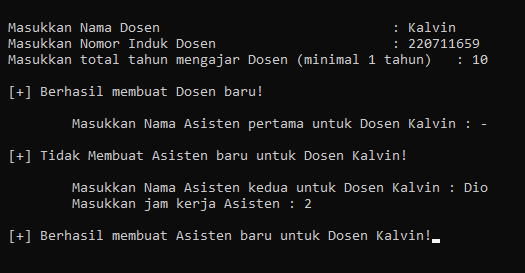 Masukkan Nama Dosen : Kalvin
Masukkan Nomor Induk Dosen : 220711659
Masukkan total tahun mengajar Dosen (minimal 1 tahun) : 10
[+] Berhasil membuat Dosen baru!
Masukkan Nama Asisten pertama untuk Dosen Kalvin : -
[+] Tidak Membuat Asisten baru untuk Dosen Kalvin!
Masukkan Nama Asisten kedua untuk Dosen Kalvin : Dio
Masukkan jam kerja Asisten : 2
[+] Berhasil membuat Asisten baru untuk Dosen Kalvin!